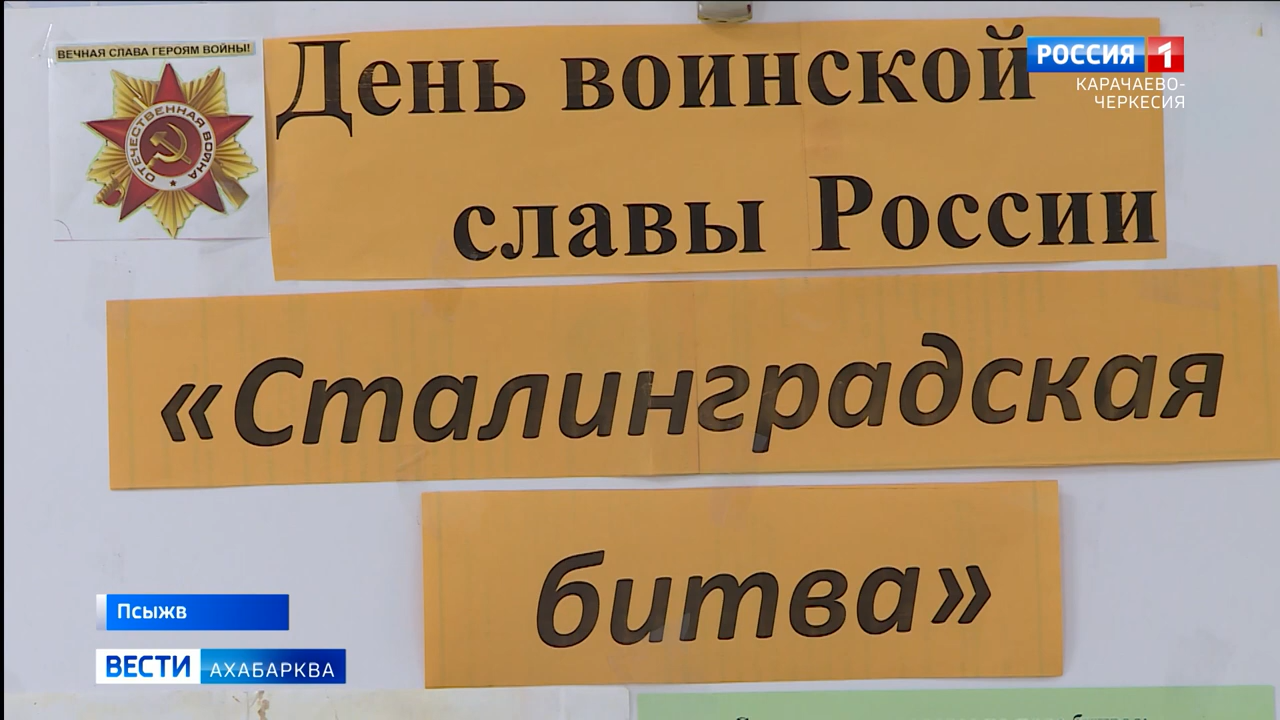 ВЕЧНАЯ СЛАВА ГЕРОЯМ ВОЙНЫ!
ОТЕЧЕСТВЕННАЯ ВОЙНА
День воинской
славы России
РОССИЯ 1
КАРАЧАЕВО-
ЧЕРКЕСИЯ
«Сталинградская
битва»
Псыжв
ВЕСТИ АХАБАРКВА